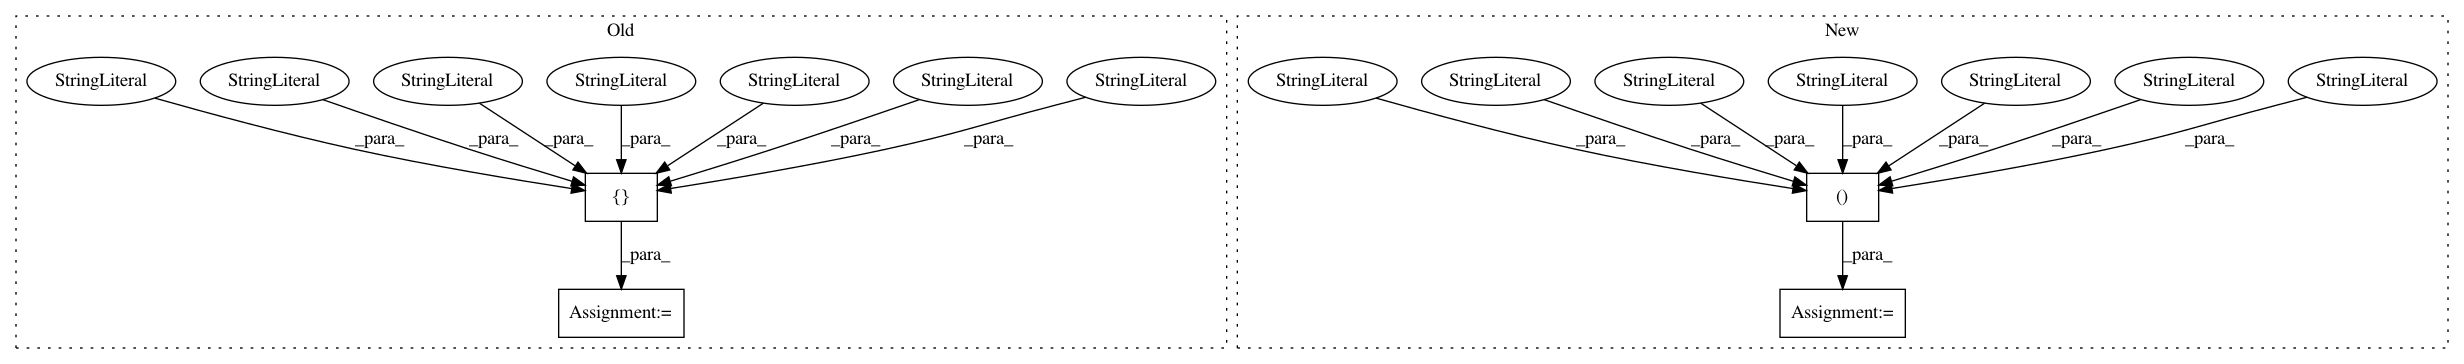 Old
New
StringLiteral StringLiteral StringLiteral StringLiteral StringLiteral StringLiteral StringLiteral
StringLiteral StringLiteral StringLiteral StringLiteral StringLiteral StringLiteral StringLiteral
_para_ _para_ _para_ _para_ _para_ _para_ _para_
_para_ _para_ _para_ _para_ _para_ _para_ _para_
{}
()
_para_
_para_
Assignment:=
Assignment:=